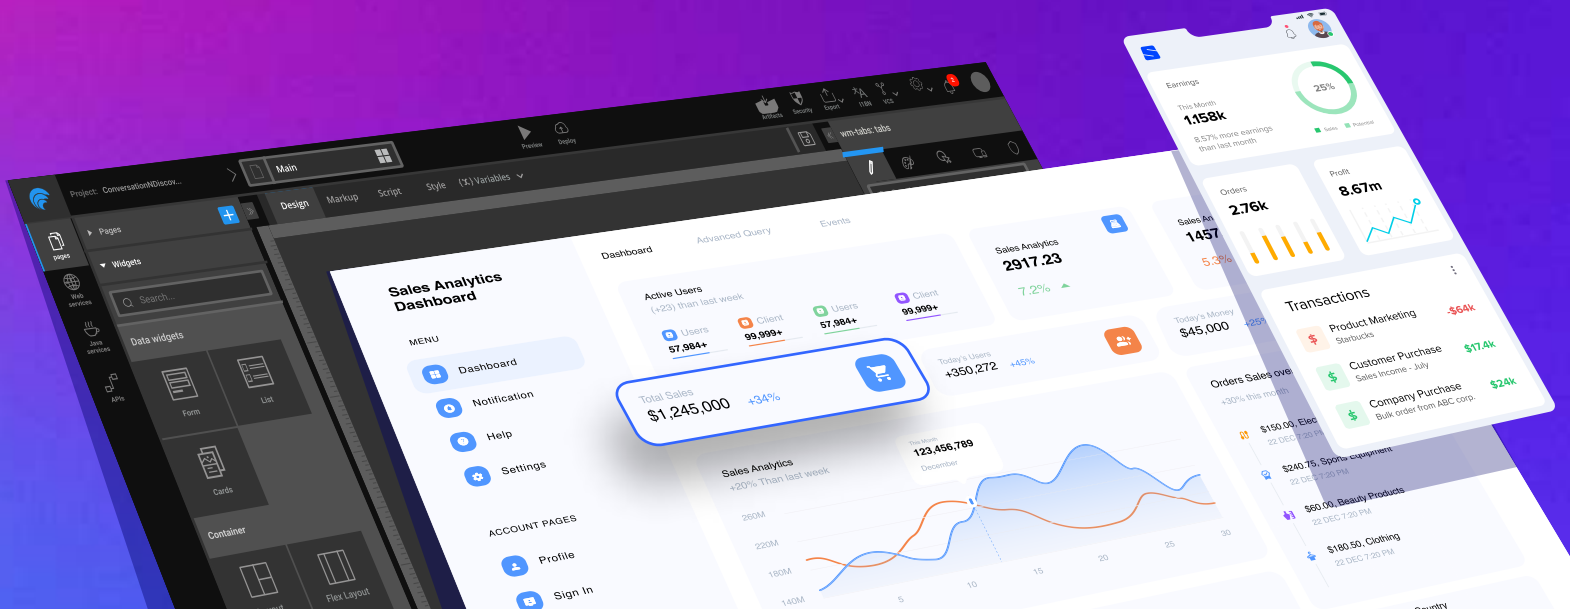 Project: ConversationNDiscov...
Main
Preview
Deploy
Artifacts
Security
Export
I18N
VCS
wm-tabs: tabs
pages
Web services
Java services
APIs
Pages
Widgets
Search...
Data widgets
Form
List
Cards
Container
Flex Layout
Design
Markup
Script
Style
(X) Variables
Sales Analytics
Dashboard
MENU
Dashboard
Notification
Help
Settings
ACCOUNT PAGES
Profile
Sign In
Dashboard
Advanced Query
Events
Active Users
(+23) than last week
Users
57,984+
Client
99,999+
Users
57,984+
Client
99,999+
Sales Analytics
2917.23
7.2%
Sales An
1457
5.3%
Total Sales
$1,245,000
+34%
Today's Users
+350,272
+45%
Today's Money
$45,000
+25%
Sales Analytics
+20% Than last week
This Month
123,456,789
December
260M
220M
180M
140M
5
10
15
20
25
30
Orders Sales over
+30% this month
$150.00, Elec
22 DEC 7:20 PM
$240.75, Sports Equipment
22 DEC 7:20 PM
$60.00, Beauty Products
22 DEC 7:20 PM
$180.50, Clothing
22 DEC 7:20 PM
Country
Earnings
This Month
1.158k
8.57% more earnings
than last month
25%
Sales
Potential
Orders
2.76k
Profit
8.67m
Transactions
Product Marketing
Starbucks
-$64k
Customer Purchase
Sales Income - July
$17.4k
Company Purchase
Bulk order from ABC corp.
$24k